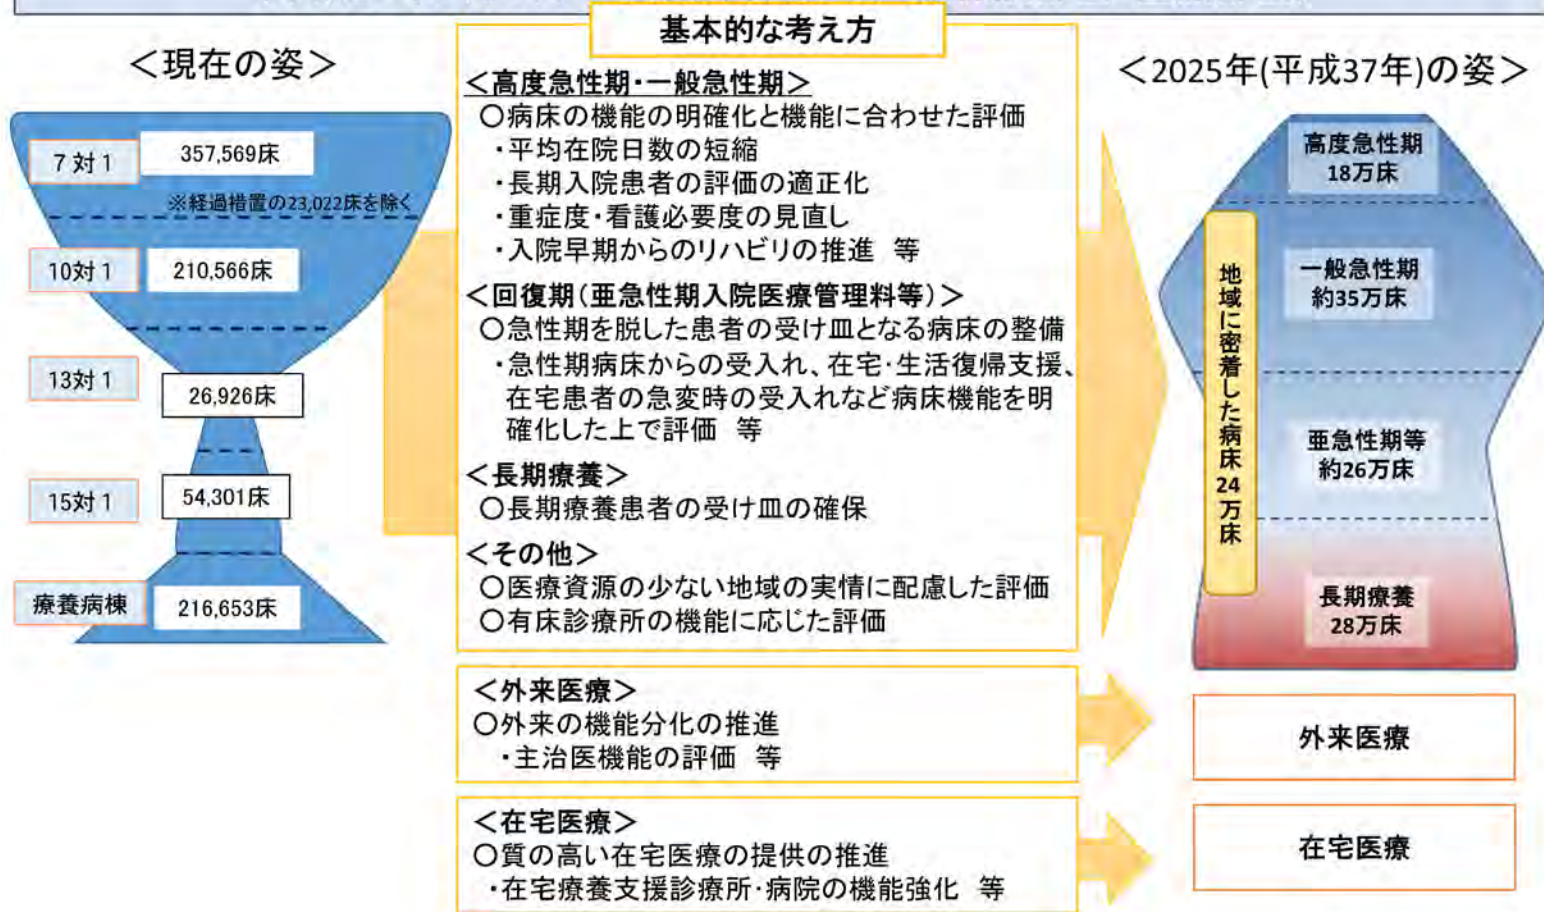 基本的な考え方
<現在の姿>
7対1
357,569床
※経過措置の23,022床を除く
10対1
210,566床
13対1
26,926床
15対1
54,301床
療養病棟
216,653床
<高度急性期・一般急性期>
○病床の機能の明確化と機能に合わせた評価
・平均在院日数の短縮
・長期入院患者の評価の適正化
・重症度・看護必要度の見直し
・入院早期からのリハビリの推進 等
<回復期(亜急性期入院医療管理料等)>
○急性期を脱した患者の受け皿となる病床の整備
・急性期病床からの受入れ、在宅・生活復帰支援、
在宅患者の急変時の受入れなど病床機能を明
確化した上で評価 等
<長期療養>
○長期療養患者の受け皿の確保
<その他>
○医療資源の少ない地域の実情に配慮した評価
○有床診療所の機能に応じた評価
<外来医療>
○外来の機能分化の推進
・主治医機能の評価 等
<在宅医療>
○質の高い在宅医療の提供の推進
・在宅療養支援診療所・病院の機能強化 等
<2025年(平成37年)の姿>
高度急性期
18万床
一般急性期
約35万床
地域に密着した病床24万床
亜急性期等
約26万床
長期療養
28万床
外来医療
在宅医療